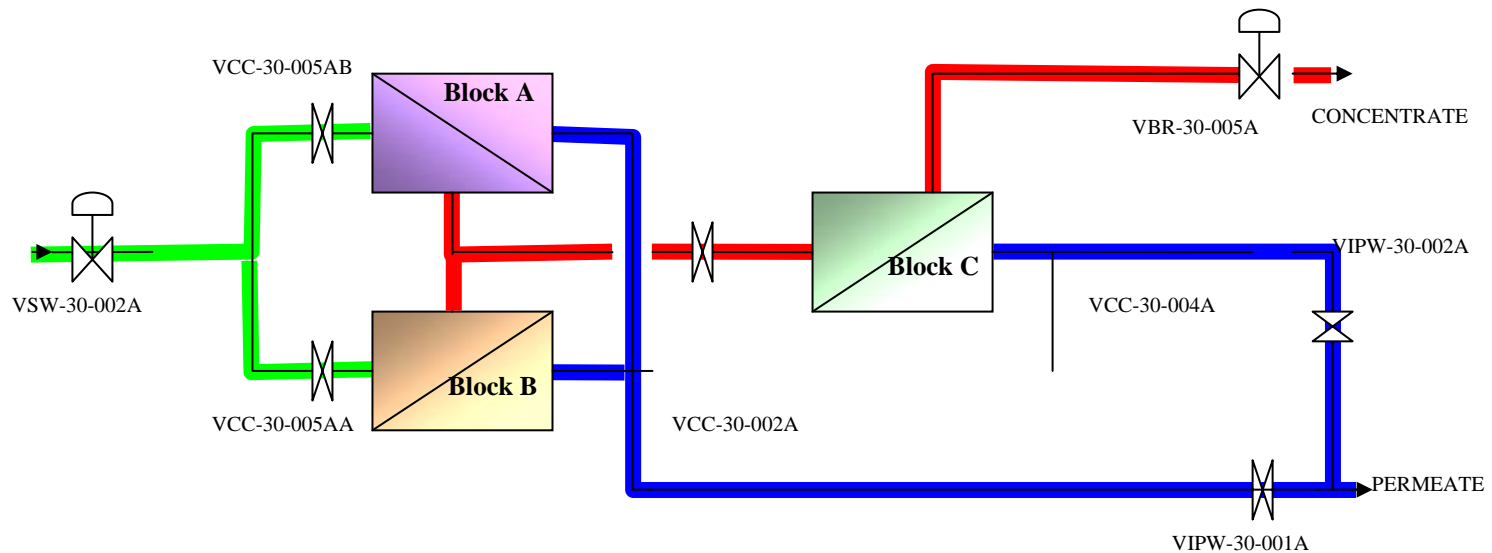 VCC-30-005AB
Block A
VBR-30-005A
CONCENTRATE
VSW-30-002A
Block C
VIPW-30-002A
VCC-30-004A
Block B
VCC-30-005AA
VCC-30-002A
PERMEATE
VIPW-30-001A